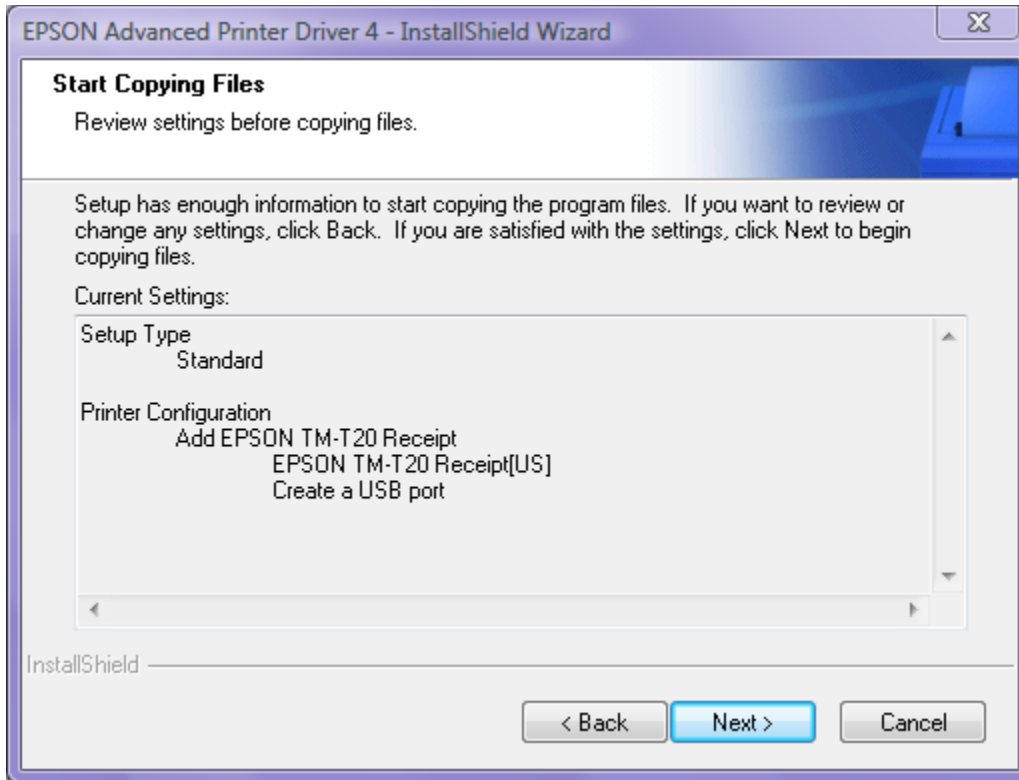 EPSON Advanced Printer Driver 4 - InstallShield Wizard
Start Copying Files
Review settings before copying files.
Setup has enough information to start copying the program files.  If you want to review or
change any settings, click Back.  If you are satisfied with the settings, click Next to begin
copying files.
Current Settings:
Setup Type
Standard
Printer Configuration
Add EPSON TM-T20 Receipt
EPSON TM-T20 Receipt[US]
Create a USB port
InstallShield
< Back
Next >
Cancel